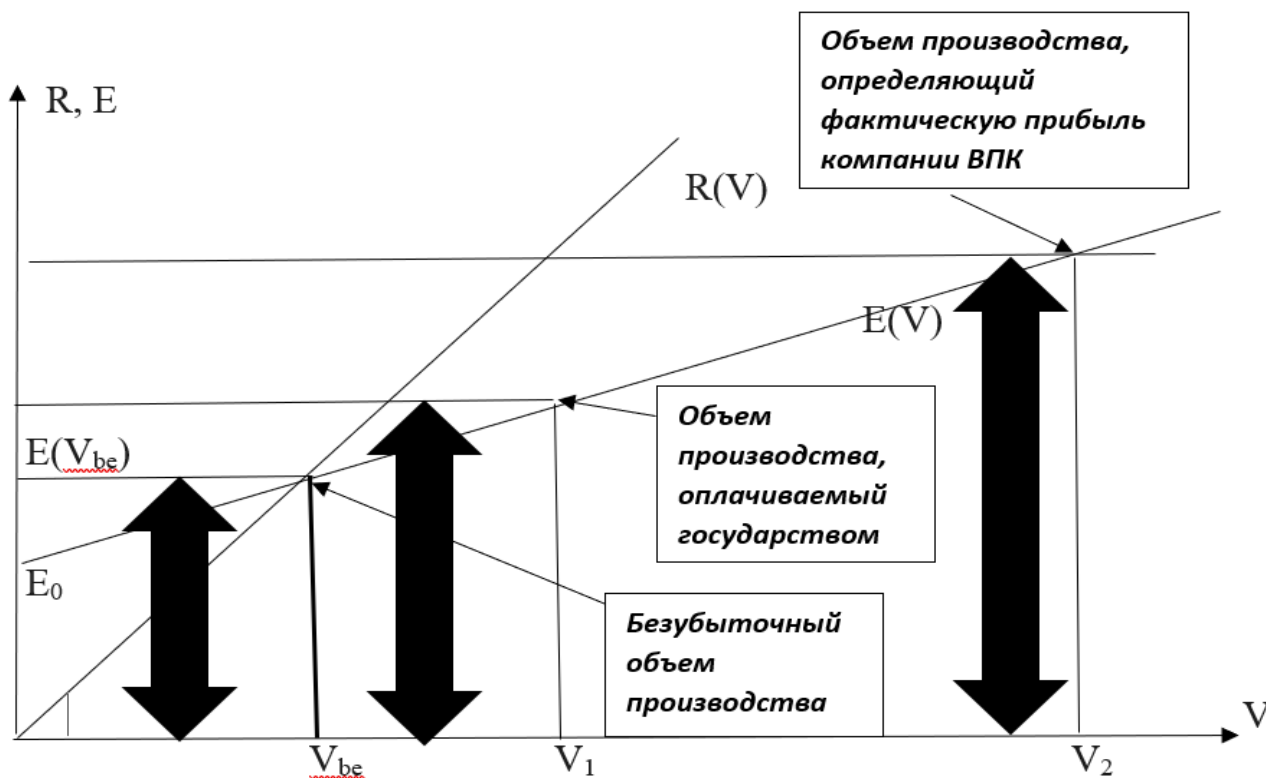 Объем производства,
определяющий
фактическую прибыль
компании ВПК
R, E
R(V)
E(V)
Объем
производства,
оплачиваемый
государством
E(Vbe)
E0
Безубыточный
объем
производства
V
Vbe
V1
V2